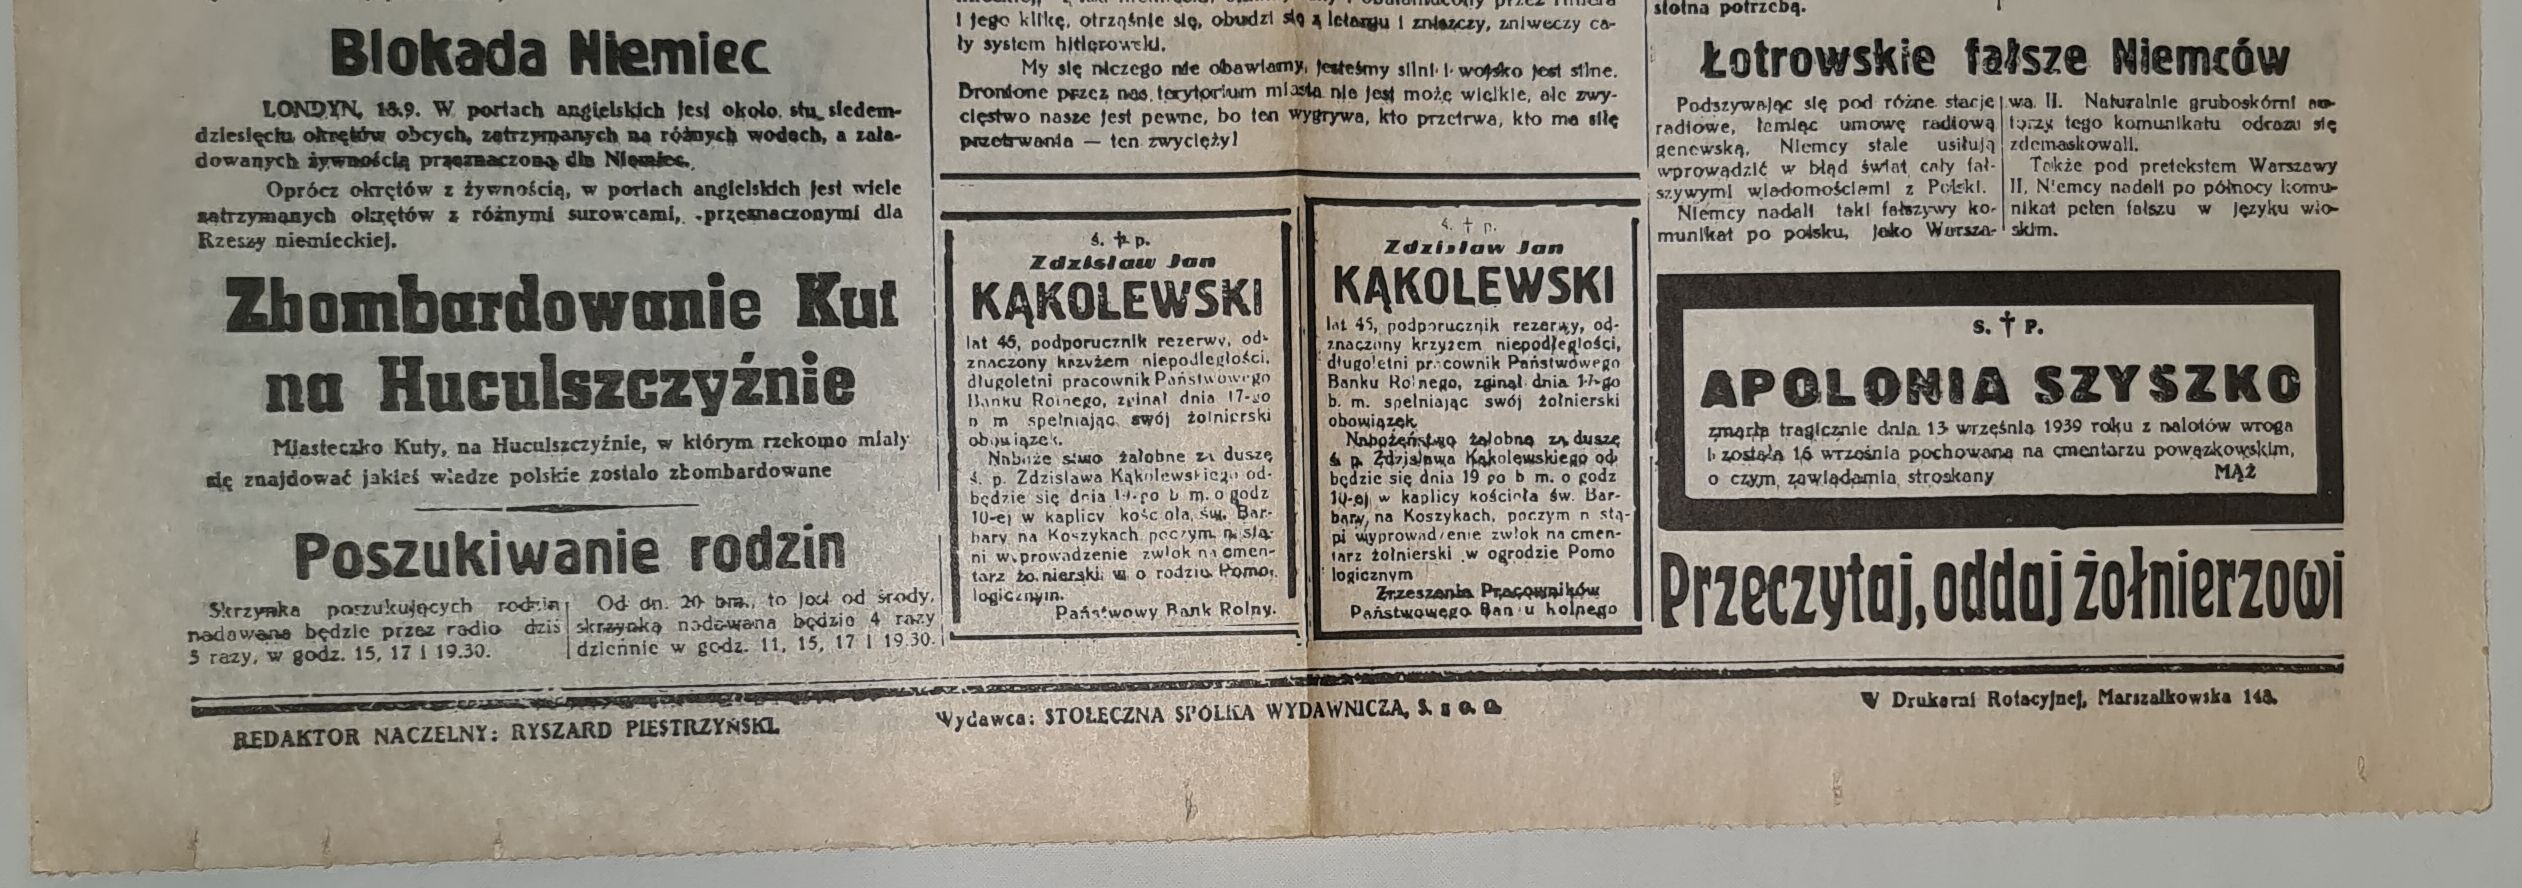 i jego klikę, otrząśnie się, obudzi się z letargu i zniszczy, zniweczy ca-
ły system hitlerowski.
My się niczego nie obawiamy, jesteśmy silni i wojsko jest silne.
Bronione przez nas terytorium miasta nie jest może wielkie, ale zwy-
cięstwo nasze jest pewne, bo ten wygrywa, kto przetrwa, kto ma siłę
przetrwania — ten zwycięży!
Blokada Niemiec
LONDYN, 18.9. W portach angielskich jest około stu siedem-
dziesięciu okrętów obcych, zatrzymanych na różnych wodach, a zała-
dowanych żywnością przeznaczoną dla Niemiec.
Oprócz okrętów z żywnością, w portach angielskich jest wiele
zatrzymanych okrętów z różnymi surowcami, przeznaczonymi dla
Rzeszy niemieckiej.
Zbombardowanie Kut
na Huculszczyźnie
Miasteczko Kuty, na Huculszczyźnie, w którym rzekomo miały
się znajdować jakieś władze polskie zostało zbombardowane
Poszukiwanie rodzin
Skrzynka poszukujących rodzin
nadawana będzie przez radio dziś
3 razy, w godz. 15, 17 i 19.30.
Od dn. 20 bm., to jest od środy,
skrzynka nadawana będzie 4 razy
dziennie w godz. 11, 15, 17 i 19.30.
ś. † p.
Zdzisław Jan
KĄKOLEWSKI
lat 45, podporucznik rezerwy, od-
znaczony krzyżem niepodległości,
długoletni pracownik Państwowego
Banku Rolnego, zginął dnia 17-go
b m spełniając swój żołnierski
obowiązek.
Nabożeństwo żałobne za duszę
ś. p. Zdzisława Kąkolewskiego od-
będzie się dnia 19-go b m. o godz
10-ej w kaplicy kościoła św. Bar-
bary na Koszykach poczym nastą-
pi wyprowadzenie zwłok na cmen-
tarz żołnierski w ogrodzie Pomo-
logicznym.
Państwowy Bank Rolny.
ś. † p.
Zdzisław Jan
KĄKOLEWSKI
lat 45, podporucznik rezerwy, od-
znaczony krzyżem niepodległości,
długoletni pracownik Państwowego
Banku Rolnego, zginął dnia 17-go
b. m. spełniając swój żołnierski
obowiązek
Nabożeństwo żałobne za duszę
ś p. Zdzisława Kąkolewskiego od
będzie się dnia 19 go b m. o godz
10-ej w kaplicy kościoła św. Bar-
bary, na Koszykach, poczym nastą-
pi wyprowadzenie zwłok na cmen-
tarz żołnierski w ogrodzie Pomo
logicznym
Zrzeszenia Pracowników
Państwowego Banku Rolnego
stotna potrzebą.
Łotrowskie fałsze Niemców
Podszywając się pod różne stacje
radiowe, łamiąc umowę radiową
genewską, Niemcy stale usiłują
wprowadzić w błąd świat cały fał-
szywymi wiadomościami z Polski.
Niemcy nadali taki fałszywy ko-
munikat po polsku, jako Warsza-
wa II. Naturalnie gruboskórni au-
torzy tego komunikatu odrazu się
zdemaskowali.
Także pod pretekstem Warszawy
II, Niemcy nadali po północy komu-
nikat pełen fałszu w języku wło-
skim.
S. † P.
APOLONIA SZYSZKO
zmarła tragicznie dnia 13 września 1939 roku z nalotów wroga
i została 16 września pochowana na cmentarzu powązkowskim,
o czym zawiadamia stroskany MĄŻ
Przeczytaj, oddaj żołnierzowi
REDAKTOR NACZELNY: RYSZARD PIESTRZYŃSKI.
Wydawca: STOŁECZNA SPÓŁKA WYDAWNICZA, S. z o. o.
W Drukarni Rotacyjnej, Marszałkowska 148.